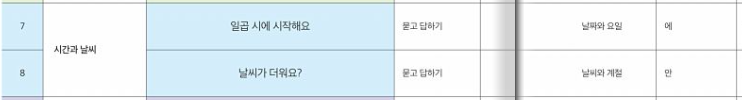 7 일곱 시에 시작해요 묻고 답하기 날짜와 요일 에
시간과 날씨
8 날씨가 더워요? 묻고 답하기 날씨와 계절 만